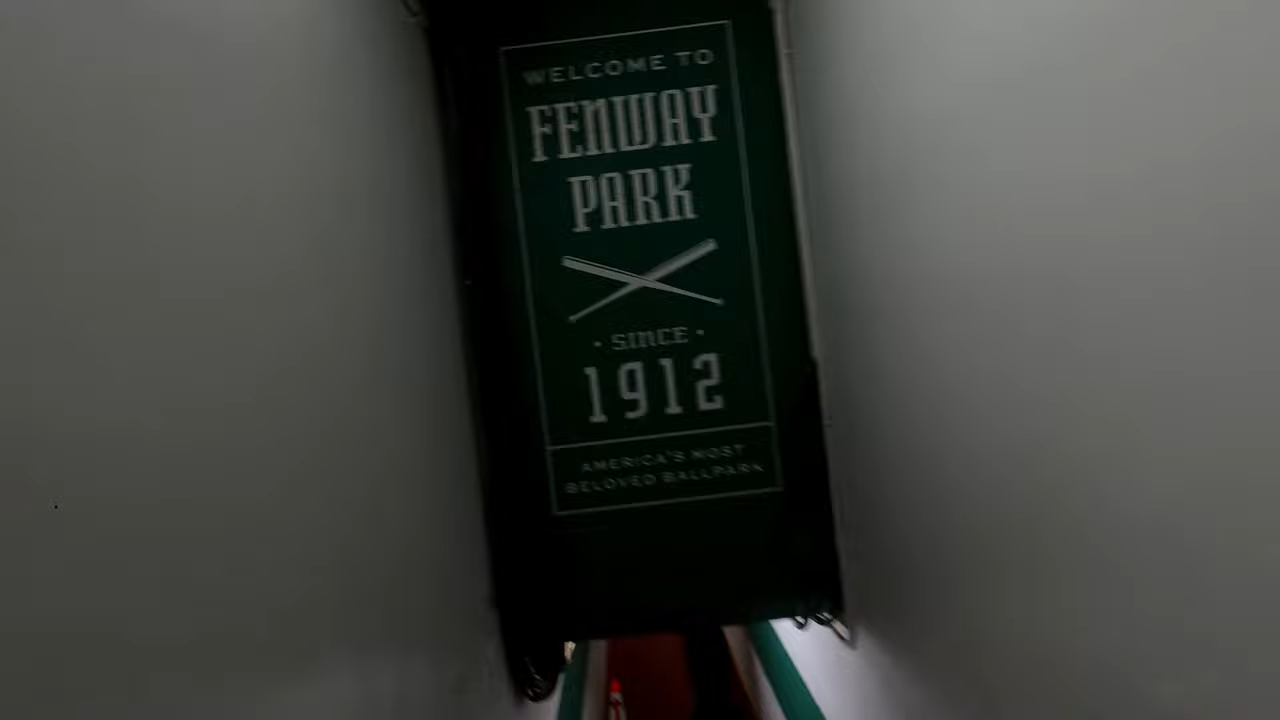 WELCOME TO
FENWAY
PARK
· SINCE ·
1912
AMERICA'S MOST
BELOVED BALLPARK